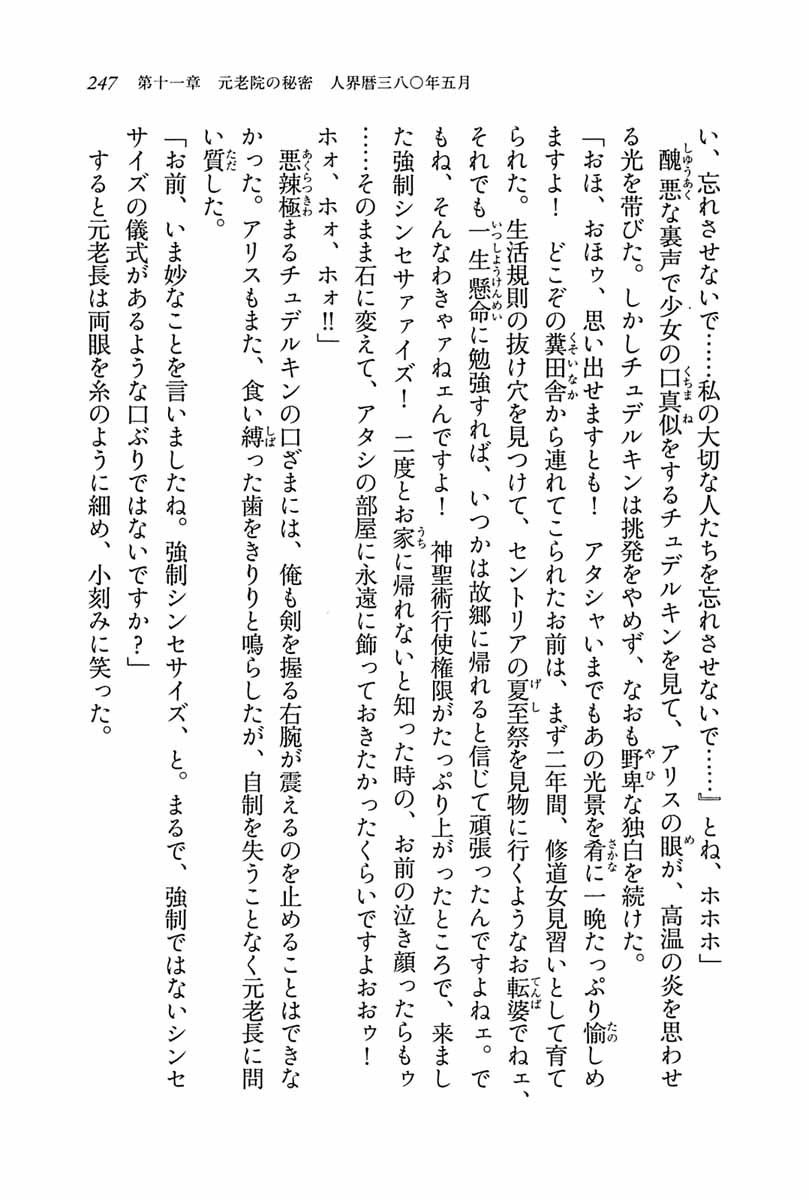 247　第十一章　元老院の秘密　人界暦三八〇年五月
い、忘れさせないで……私の大切な人たちを忘れさせないで……』とね、ホホホ」
　醜悪な裏声で少女の口真似をするチュデルキンを見て、アリスの眼が、高温の炎を思わせ
る光を帯びた。しかしチュデルキンは挑発をやめず、なおも野卑な独白を続けた。
「おほ、おほゥ、思い出せますとも！　アタシャいまでもあの光景を肴に一晩たっぷり愉しめ
ますよ！　どこぞの糞田舎から連れてこられたお前は、まず二年間、修道女見習いとして育て
られた。生活規則の抜け穴を見つけて、セントリアの夏至祭を見物に行くようなお転婆でねェ、
それでも一生懸命に勉強すれば、いつかは故郷に帰れると信じて頑張ったんですよねェ。で
もね、そんなわきゃァねェんですよ！　神聖術行使権限がたっぷり上がったところで、来まし
た強制シンセサァァイズ！　二度とお家に帰れないと知った時の、お前の泣き顔ったらもゥ
……そのまま石に変えて、アタシの部屋に永遠に飾っておきたかったくらいですよおおゥ！
ホォ、ホォ、ホォ!!」
　悪辣極まるチュデルキンの口ざまには、俺も剣を握る右腕が震えるのを止めることはできな
かった。アリスもまた、食い縛った歯をきりりと鳴らしたが、自制を失うことなく元老長に問
い質した。
「お前、いま妙なことを言いましたね。強制シンセサイズ、と。まるで、強制ではないシンセ
サイズの儀式があるような口ぶりではないですか？」
　すると元老長は両眼を糸のように細め、小刻みに笑った。